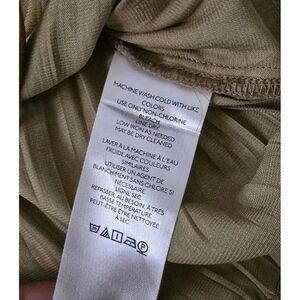 MACHINE WASH COLD WITH LIKE
COLORS
USE ONLY NON-CHLORINE
BLEACH
LINE DRY
LOW IRON AS NEEDED
MAY BE DRY CLEANED
LAVER À LA MACHINE À L'EAU
FROIDE AVEC COULEURS
SIMILAIRES
UTILISER UN AGENT DE
BLANCHIMENT SANS CHLORE SI
NÉCESSAIRE
LIGNE SEC
REPASSER, AU BESOIN, À TRÈS
BASSE TEMPÉRATURE
PEUT-ÊTRE ÊTRE NETTOYÉE
À SEC